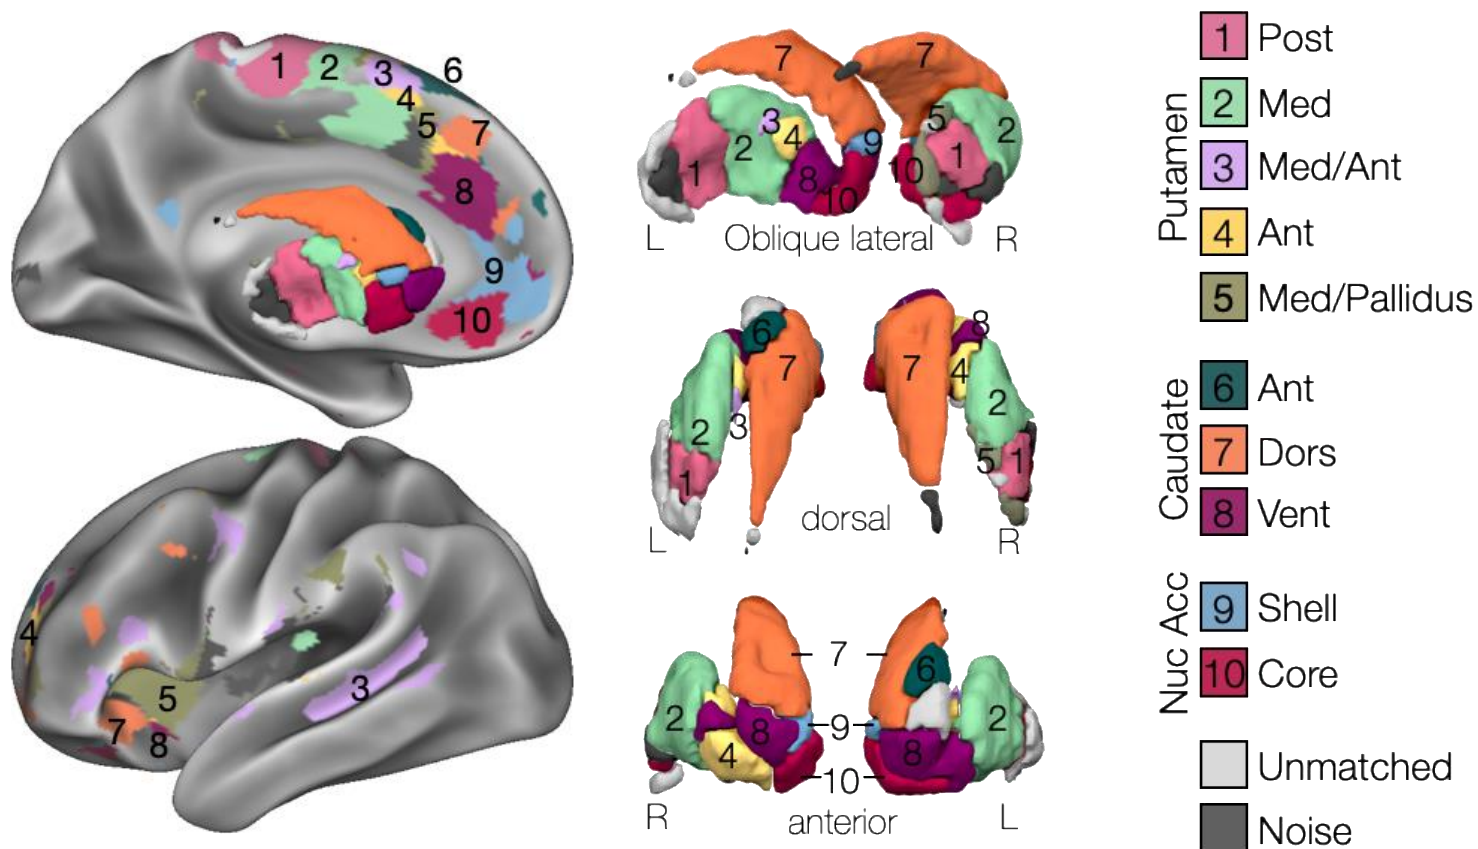 1 2 3 6
4
5 7
8
9
10
4
5 3
7 8
7 7
3 4 5 2
1 2 9 1
8 10 10
L Oblique lateral R
6 8
7 7 4
2 3 2
1 5 1
L dorsal R
7 6
2 8 9 2
4 8
10
R anterior L
Putamen
1 Post
2 Med
3 Med/Ant
4 Ant
5 Med/Pallidus
Caudate
6 Ant
7 Dors
8 Vent
Nuc Acc
9 Shell
10 Core
Unmatched
Noise